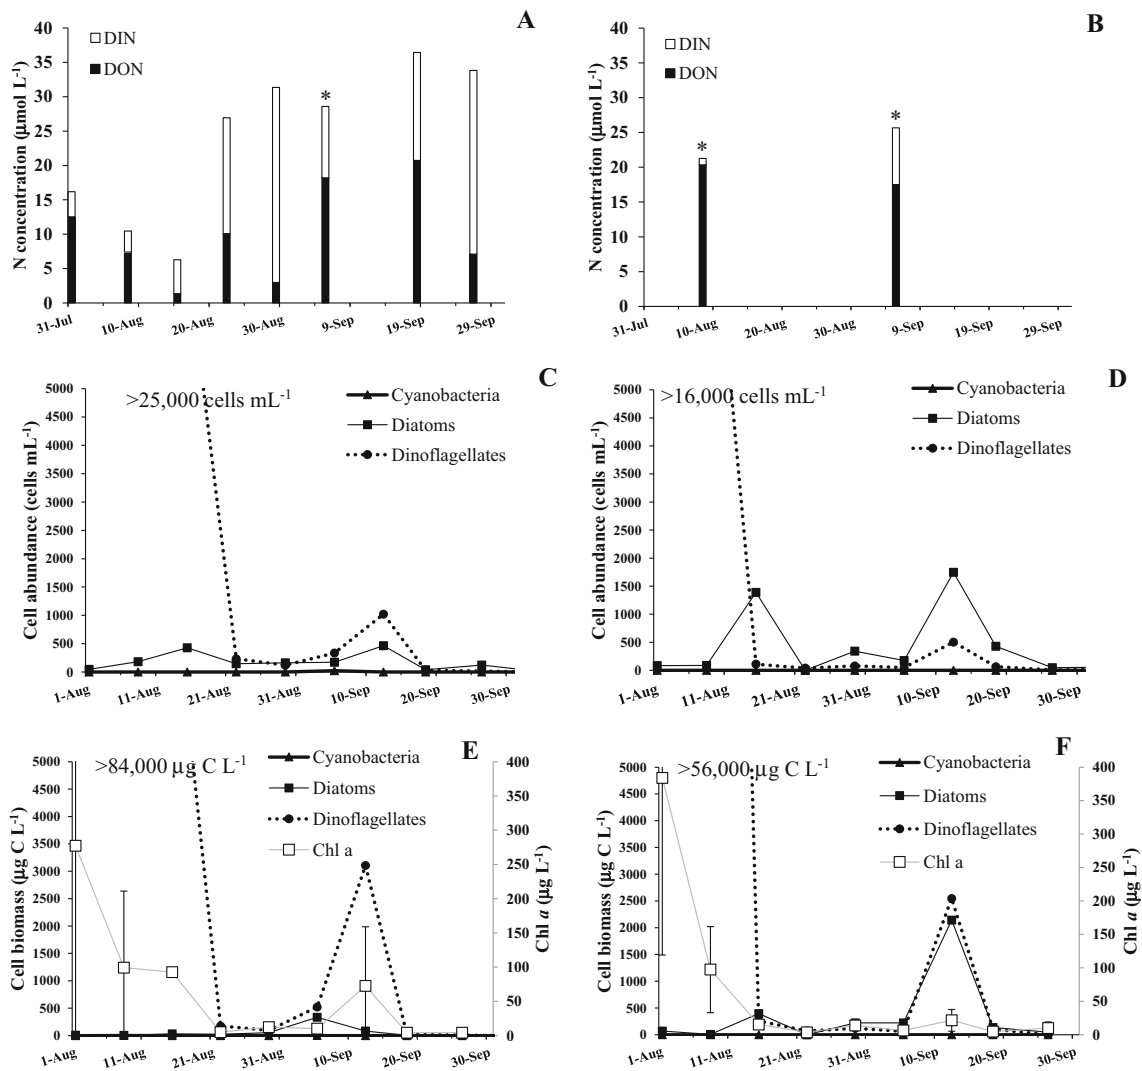 A
40
35
30
25
20
15
10
5
0
N concentration (µmol L-1)
DIN
DON
*
31-Jul 10-Aug 20-Aug 30-Aug 9-Sep 19-Sep 29-Sep
B
40
35
30
25
20
15
10
5
0
N concentration (µmol L-1)
DIN
DON
*
*
31-Jul 10-Aug 20-Aug 30-Aug 9-Sep 19-Sep 29-Sep
C
5000
4500
4000
3500
3000
2500
2000
1500
1000
500
0
Cell abundance (cells mL-1)
>25,000 cells mL-1
Cyanobacteria
Diatoms
Dinoflagellates
1-Aug 11-Aug 21-Aug 31-Aug 10-Sep 20-Sep 30-Sep
D
5000
4500
4000
3500
3000
2500
2000
1500
1000
500
0
Cell abundance (cells mL-1)
>16,000 cells mL-1
Cyanobacteria
Diatoms
Dinoflagellates
1-Aug 11-Aug 21-Aug 31-Aug 10-Sep 20-Sep 30-Sep
E
5000
4500
4000
3500
3000
2500
2000
1500
1000
500
0
Cell biomass (µg C L-1)
>84,000 µg C L-1
Cyanobacteria
Diatoms
Dinoflagellates
Chl a
400
350
300
250
200
150
100
50
0
Chl a (µg L-1)
1-Aug 11-Aug 21-Aug 31-Aug 10-Sep 20-Sep 30-Sep
F
5000
4500
4000
3500
3000
2500
2000
1500
1000
500
0
Cell biomass (µg C L-1)
>56,000 µg C L-1
Cyanobacteria
Diatoms
Dinoflagellates
Chl a
400
350
300
250
200
150
100
50
0
Chl a (µg L-1)
1-Aug 11-Aug 21-Aug 31-Aug 10-Sep 20-Sep 30-Sep